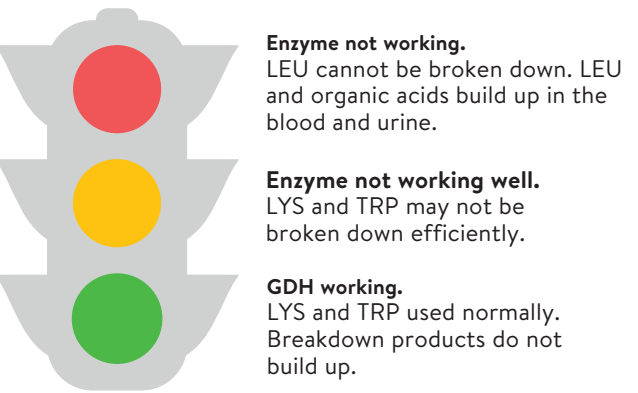 Enzyme not working.
LEU cannot be broken down. LEU
and organic acids build up in the
blood and urine.
Enzyme not working well.
LYS and TRP may not be
broken down efficiently.
GDH working.
LYS and TRP used normally.
Breakdown products do not
build up.